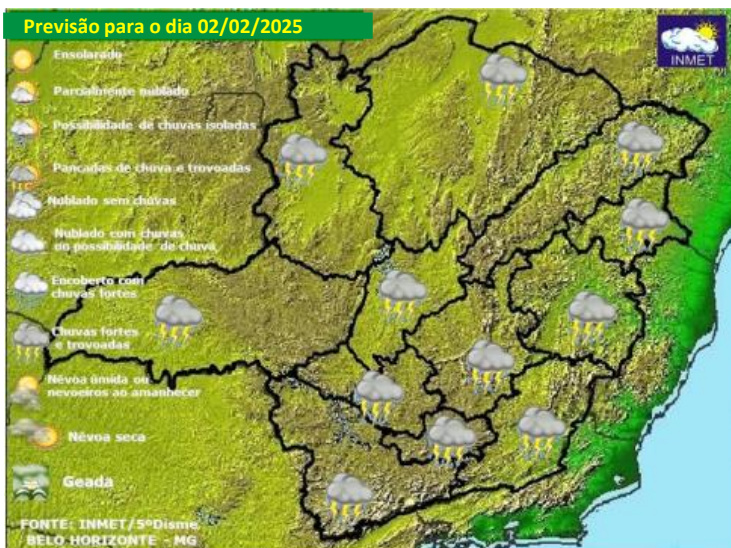 Previsão para o dia 02/02/2025
INMET
Ensolarado
Parcialmente nublado
Possibilidade de chuvas isoladas
Pancadas de chuva e trovoadas
Nublado sem chuvas
Nublado com chuvas
ou possibilidade de chuva
Encoberto com
chuvas fortes
Chuvas fortes
e trovoadas
Névoa úmida ou
nevoeiros ao amanhecer
Névoa seca
Geada
FONTE: INMET/5ºDisme
BELO HORIZONTE - MG